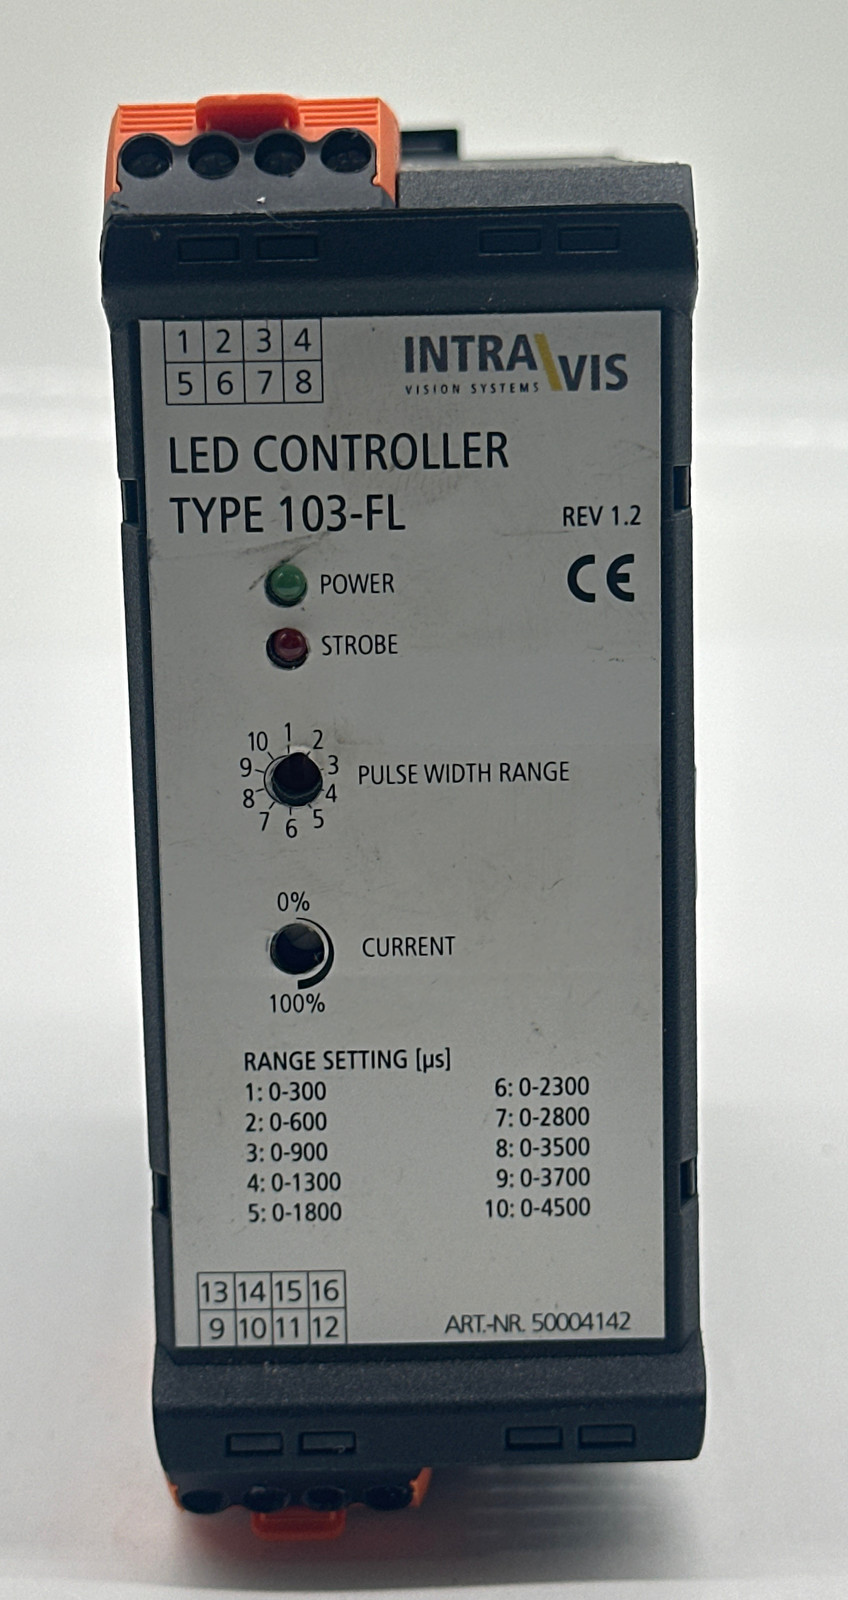 1 2 3 4
5 6 7 8
INTRAVIS
VISION SYSTEMS
LED CONTROLLER
TYPE 103-FL
REV 1.2
CE
POWER
STROBE
1 2 3 4 5 6 7 8 9 10
PULSE WIDTH RANGE
0%
CURRENT
100%
RANGE SETTING [µs]
1: 0-300
2: 0-600
3: 0-900
4: 0-1300
5: 0-1800
6: 0-2300
7: 0-2800
8: 0-3500
9: 0-3700
10: 0-4500
13 14 15 16
9 10 11 12
ART.-NR. 50004142